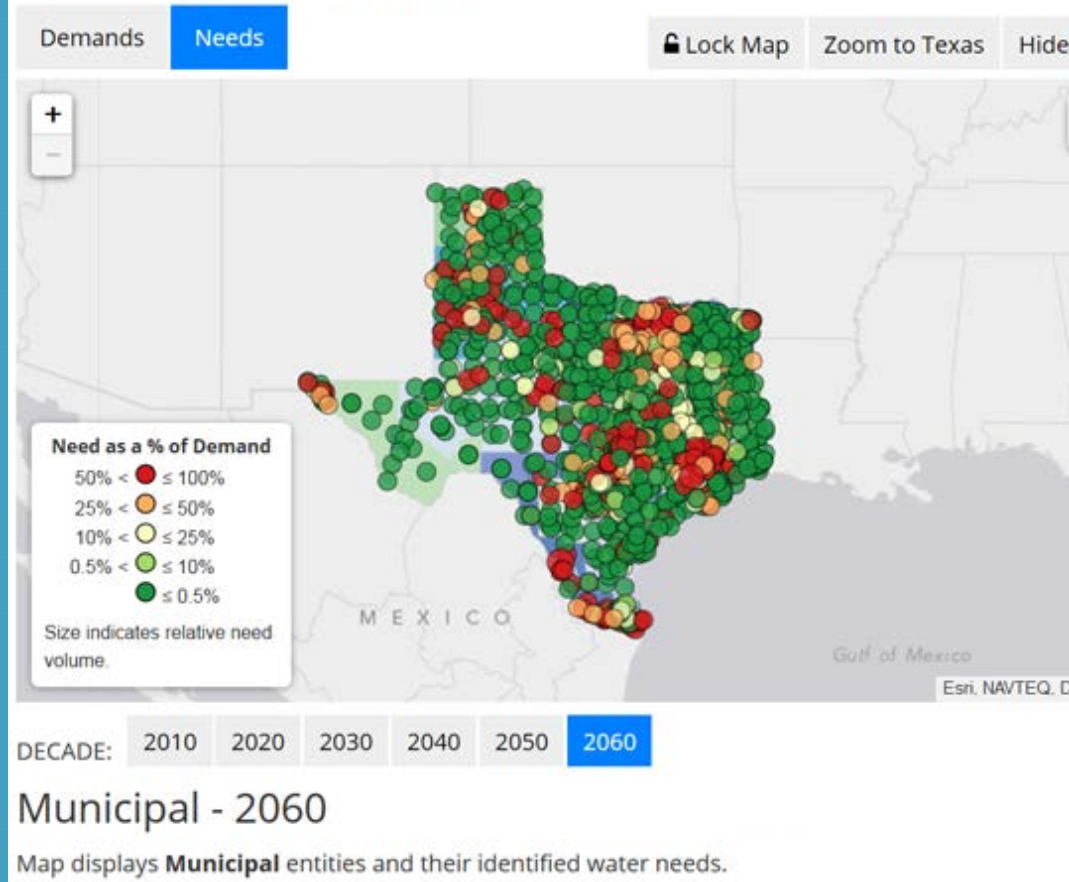 Demands Needs Lock Map Zoom to Texas Hide
+
−
Need as a % of Demand
50% < ≤ 100%
25% < ≤ 50%
10% < ≤ 25%
0.5% < ≤ 10%
≤ 0.5%
Size indicates relative need
volume.
MEXICO
Gulf of Mexico
Esri, NAVTEQ, D
DECADE: 2010 2020 2030 2040 2050 2060
Municipal - 2060
Map displays Municipal entities and their identified water needs.